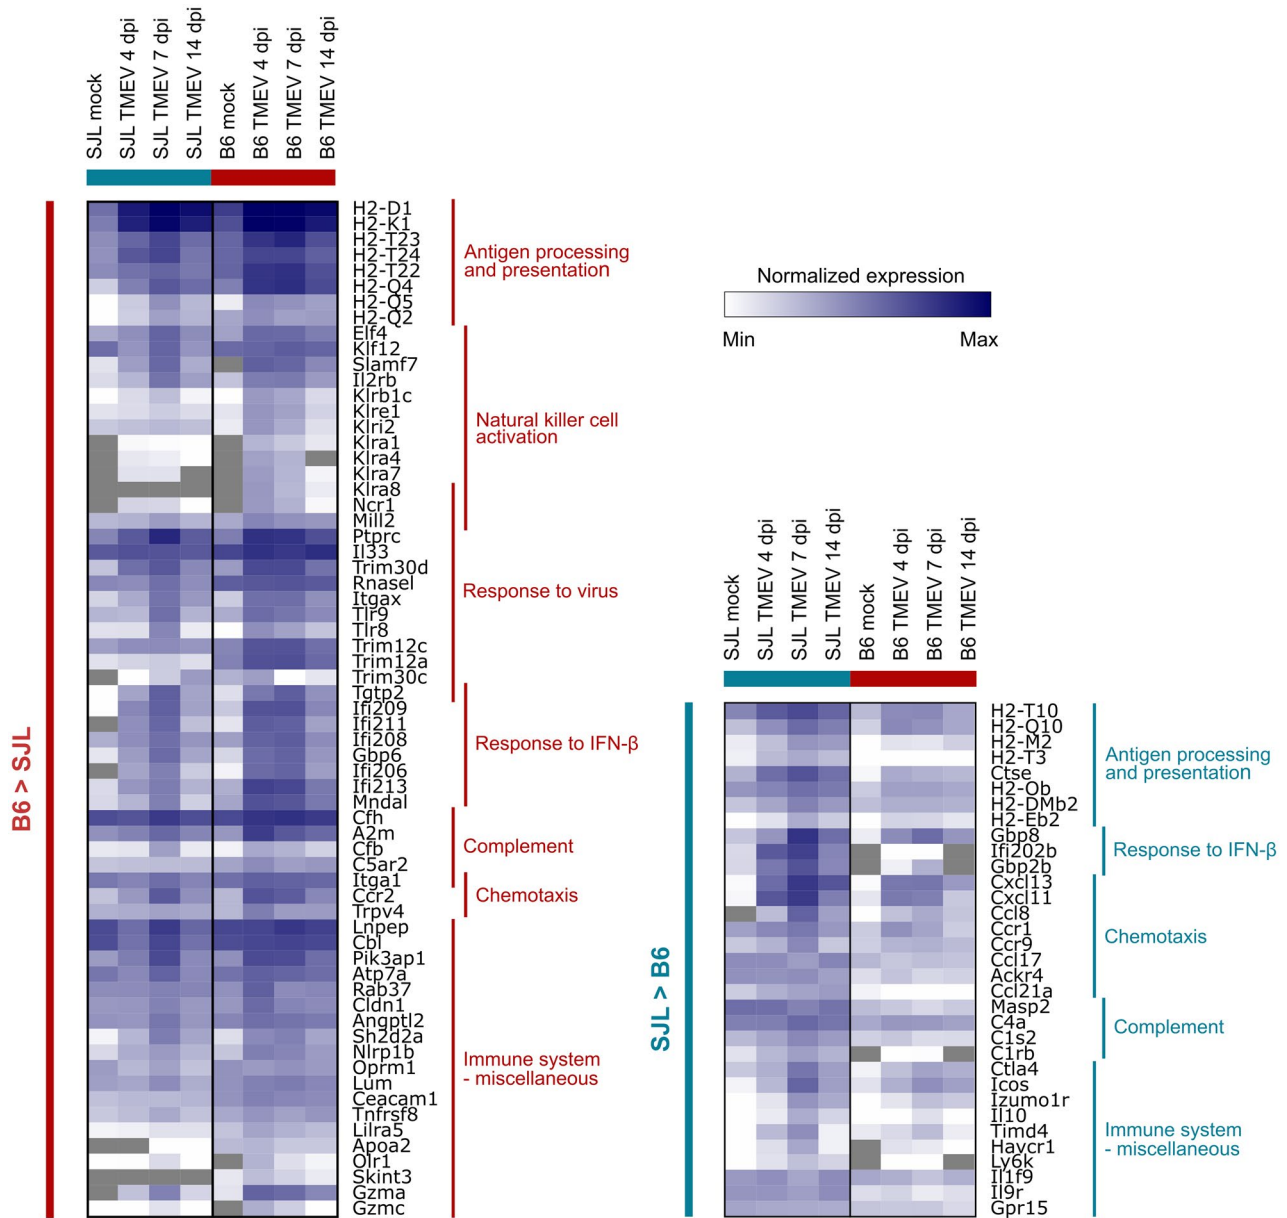 SJL mock
SJL TMEV 4 dpi
SJL TMEV 7 dpi
SJL TMEV 14 dpi
B6 mock
B6 TMEV 4 dpi
B6 TMEV 7 dpi
B6 TMEV 14 dpi
B6 > SJL
H2-D1
H2-K1
H2-T23
H2-T24
H2-T22
H2-Q4
H2-Q5
H2-Q2
Elf4
Klf12
Slamf7
Il2rb
Klrb1c
Klre1
Klri2
Klra1
Klra4
Klra7
Klra8
Ncr1
Mill2
Ptprc
Il33
Trim30d
Rnasel
Itgax
Tlr9
Tlr8
Trim12c
Trim12a
Trim30c
Tgtp2
Ifi209
Ifi211
Ifi208
Gbp6
Ifi206
Ifi213
Mndal
Cfh
A2m
Cfb
C5ar2
Itga1
Ccr2
Trpv4
Lnpep
Cbl
Pik3ap1
Atp7a
Rab37
Cldn1
Angptl2
Sh2d2a
Nlrp1b
Oprm1
Lum
Ceacam1
Tnfrsf8
Lilra5
Apoa2
Olr1
Skint3
Gzma
Gzmc
Antigen processing
and presentation
Natural killer cell
activation
Response to virus
Response to IFN-β
Complement
Chemotaxis
Immune system
- miscellaneous
Normalized expression
Min
Max
SJL mock
SJL TMEV 4 dpi
SJL TMEV 7 dpi
SJL TMEV 14 dpi
B6 mock
B6 TMEV 4 dpi
B6 TMEV 7 dpi
B6 TMEV 14 dpi
SJL > B6
H2-T10
H2-Q10
H2-M2
H2-T3
Ctse
H2-Ob
H2-DMb2
H2-Eb2
Gbp8
Ifi202b
Gbp2b
Cxcl13
Cxcl11
Ccl8
Ccr1
Ccr9
Ccl17
Ackr4
Ccl21a
Masp2
C4a
C1s2
C1rb
Ctla4
Icos
Izumo1r
Il10
Timd4
Havcr1
Ly6k
Il1f9
Il9r
Gpr15
Antigen processing
and presentation
Response to IFN-β
Chemotaxis
Complement
Immune system
- miscellaneous